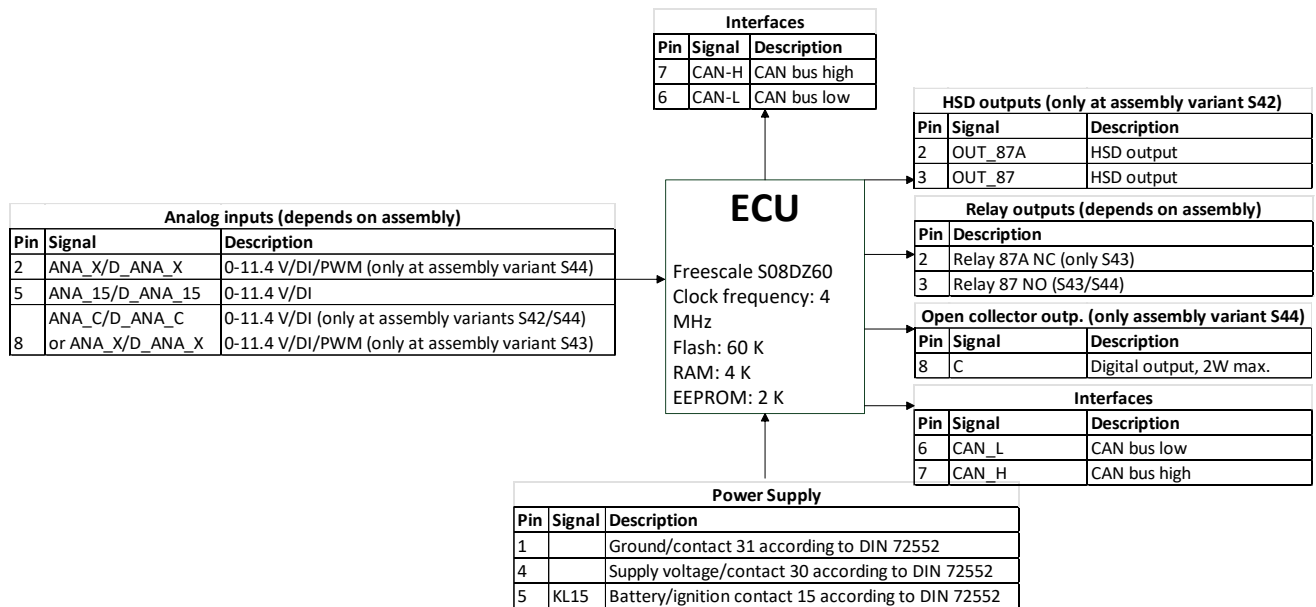 Interfaces
Pin Signal Description
7 CAN-H CAN bus high
6 CAN-L CAN bus low
HSD outputs (only at assembly variant S42)
Pin Signal Description
2 OUT_87A HSD output
3 OUT_87 HSD output
Analog inputs (depends on assembly)
Pin Signal Description
2 ANA_X/D_ANA_X 0-11.4 V/DI/PWM (only at assembly variant S44)
5 ANA_15/D_ANA_15 0-11.4 V/DI
ANA_C/D_ANA_C 0-11.4 V/DI (only at assembly variants S42/S44)
8 or ANA_X/D_ANA_X 0-11.4 V/DI/PWM (only at assembly variant S43)
ECU
Freescale S08DZ60
Clock frequency: 4
MHz
Flash: 60 K
RAM: 4 K
EEPROM: 2 K
Relay outputs (depends on assembly)
Pin Description
2 Relay 87A NC (only S43)
3 Relay 87 NO (S43/S44)
Open collector outp. (only assembly variant S44)
Pin Signal Description
8 C Digital output, 2W max.
Interfaces
Pin Signal Description
6 CAN_L CAN bus low
7 CAN_H CAN bus high
Power Supply
Pin Signal Description
1 Ground/contact 31 according to DIN 72552
4 Supply voltage/contact 30 according to DIN 72552
5 KL15 Battery/ignition contact 15 according to DIN 72552